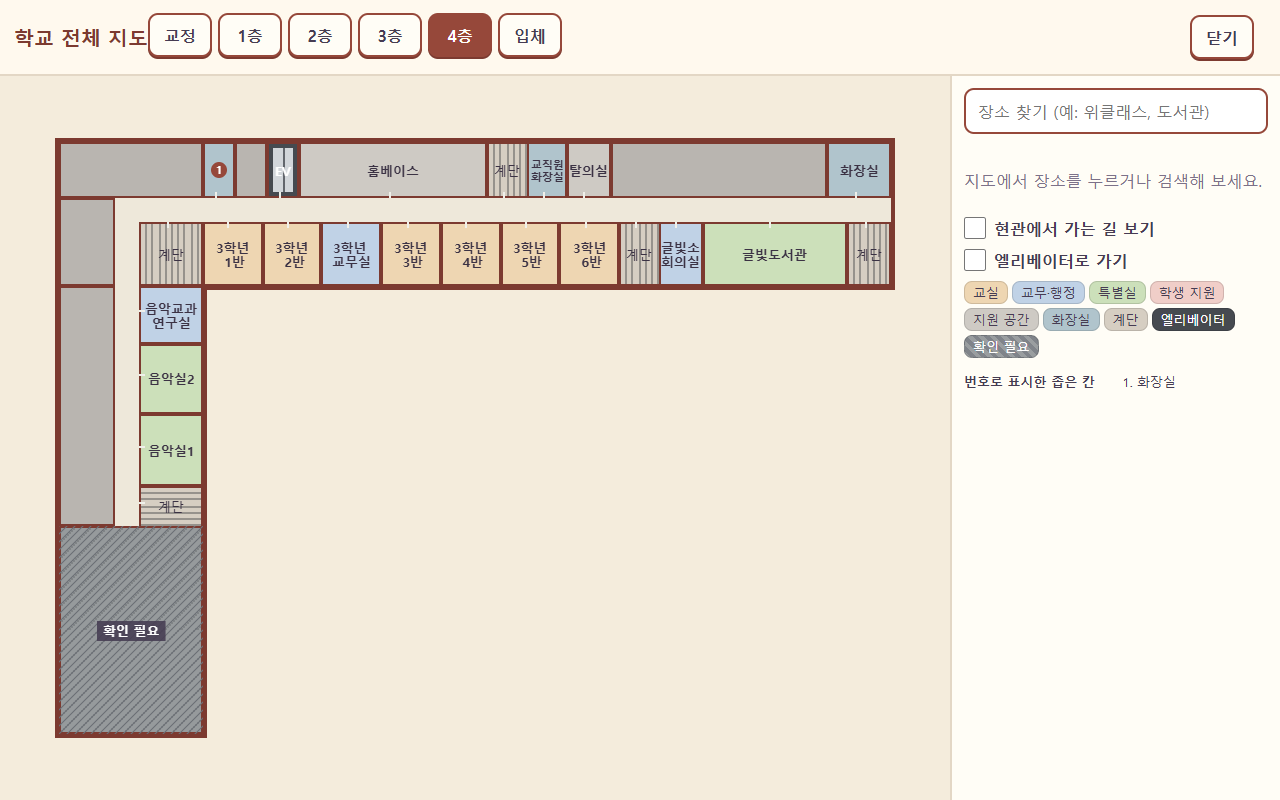 학교 전체 지도
교정
1층
2층
3층
4층
입체
닫기
장소 찾기 (예: 위클래스, 도서관)
지도에서 장소를 누르거나 검색해 보세요.
현관에서 가는 길 보기
엘리베이터로 가기
교실
교무·행정
특별실
학생 지원
지원 공간
화장실
계단
엘리베이터
확인 필요
번호로 표시한 좁은 칸
1. 화장실
1
EV
홈베이스
계단
교직원
화장실
탈의실
화장실
계단
3학년
1반
3학년
2반
3학년
교무실
3학년
3반
3학년
4반
3학년
5반
3학년
6반
계단
글빛소
회의실
글빛도서관
계단
음악교과
연구실
음악실2
음악실1
계단
확인 필요